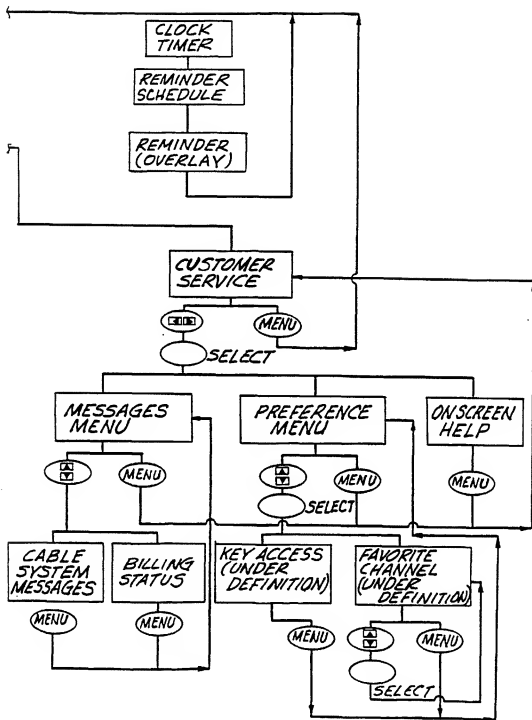 CLOCK
TIMER
REMINDER
SCHEDULE
REMINDER
(OVERLAY)
CUSTOMER
SERVICE
MENU
SELECT
MESSAGES
MENU
PREFERENCE
MENU
ON SCREEN
HELP
MENU
MENU
MENU
SELECT
CABLE
SYSTEM
MESSAGES
BILLING
STATUS
KEY ACCESS
(UNDER
DEFINITION)
FAVORITE
CHANNEL
(UNDER
DEFINITION)
MENU
MENU
MENU
MENU
SELECT